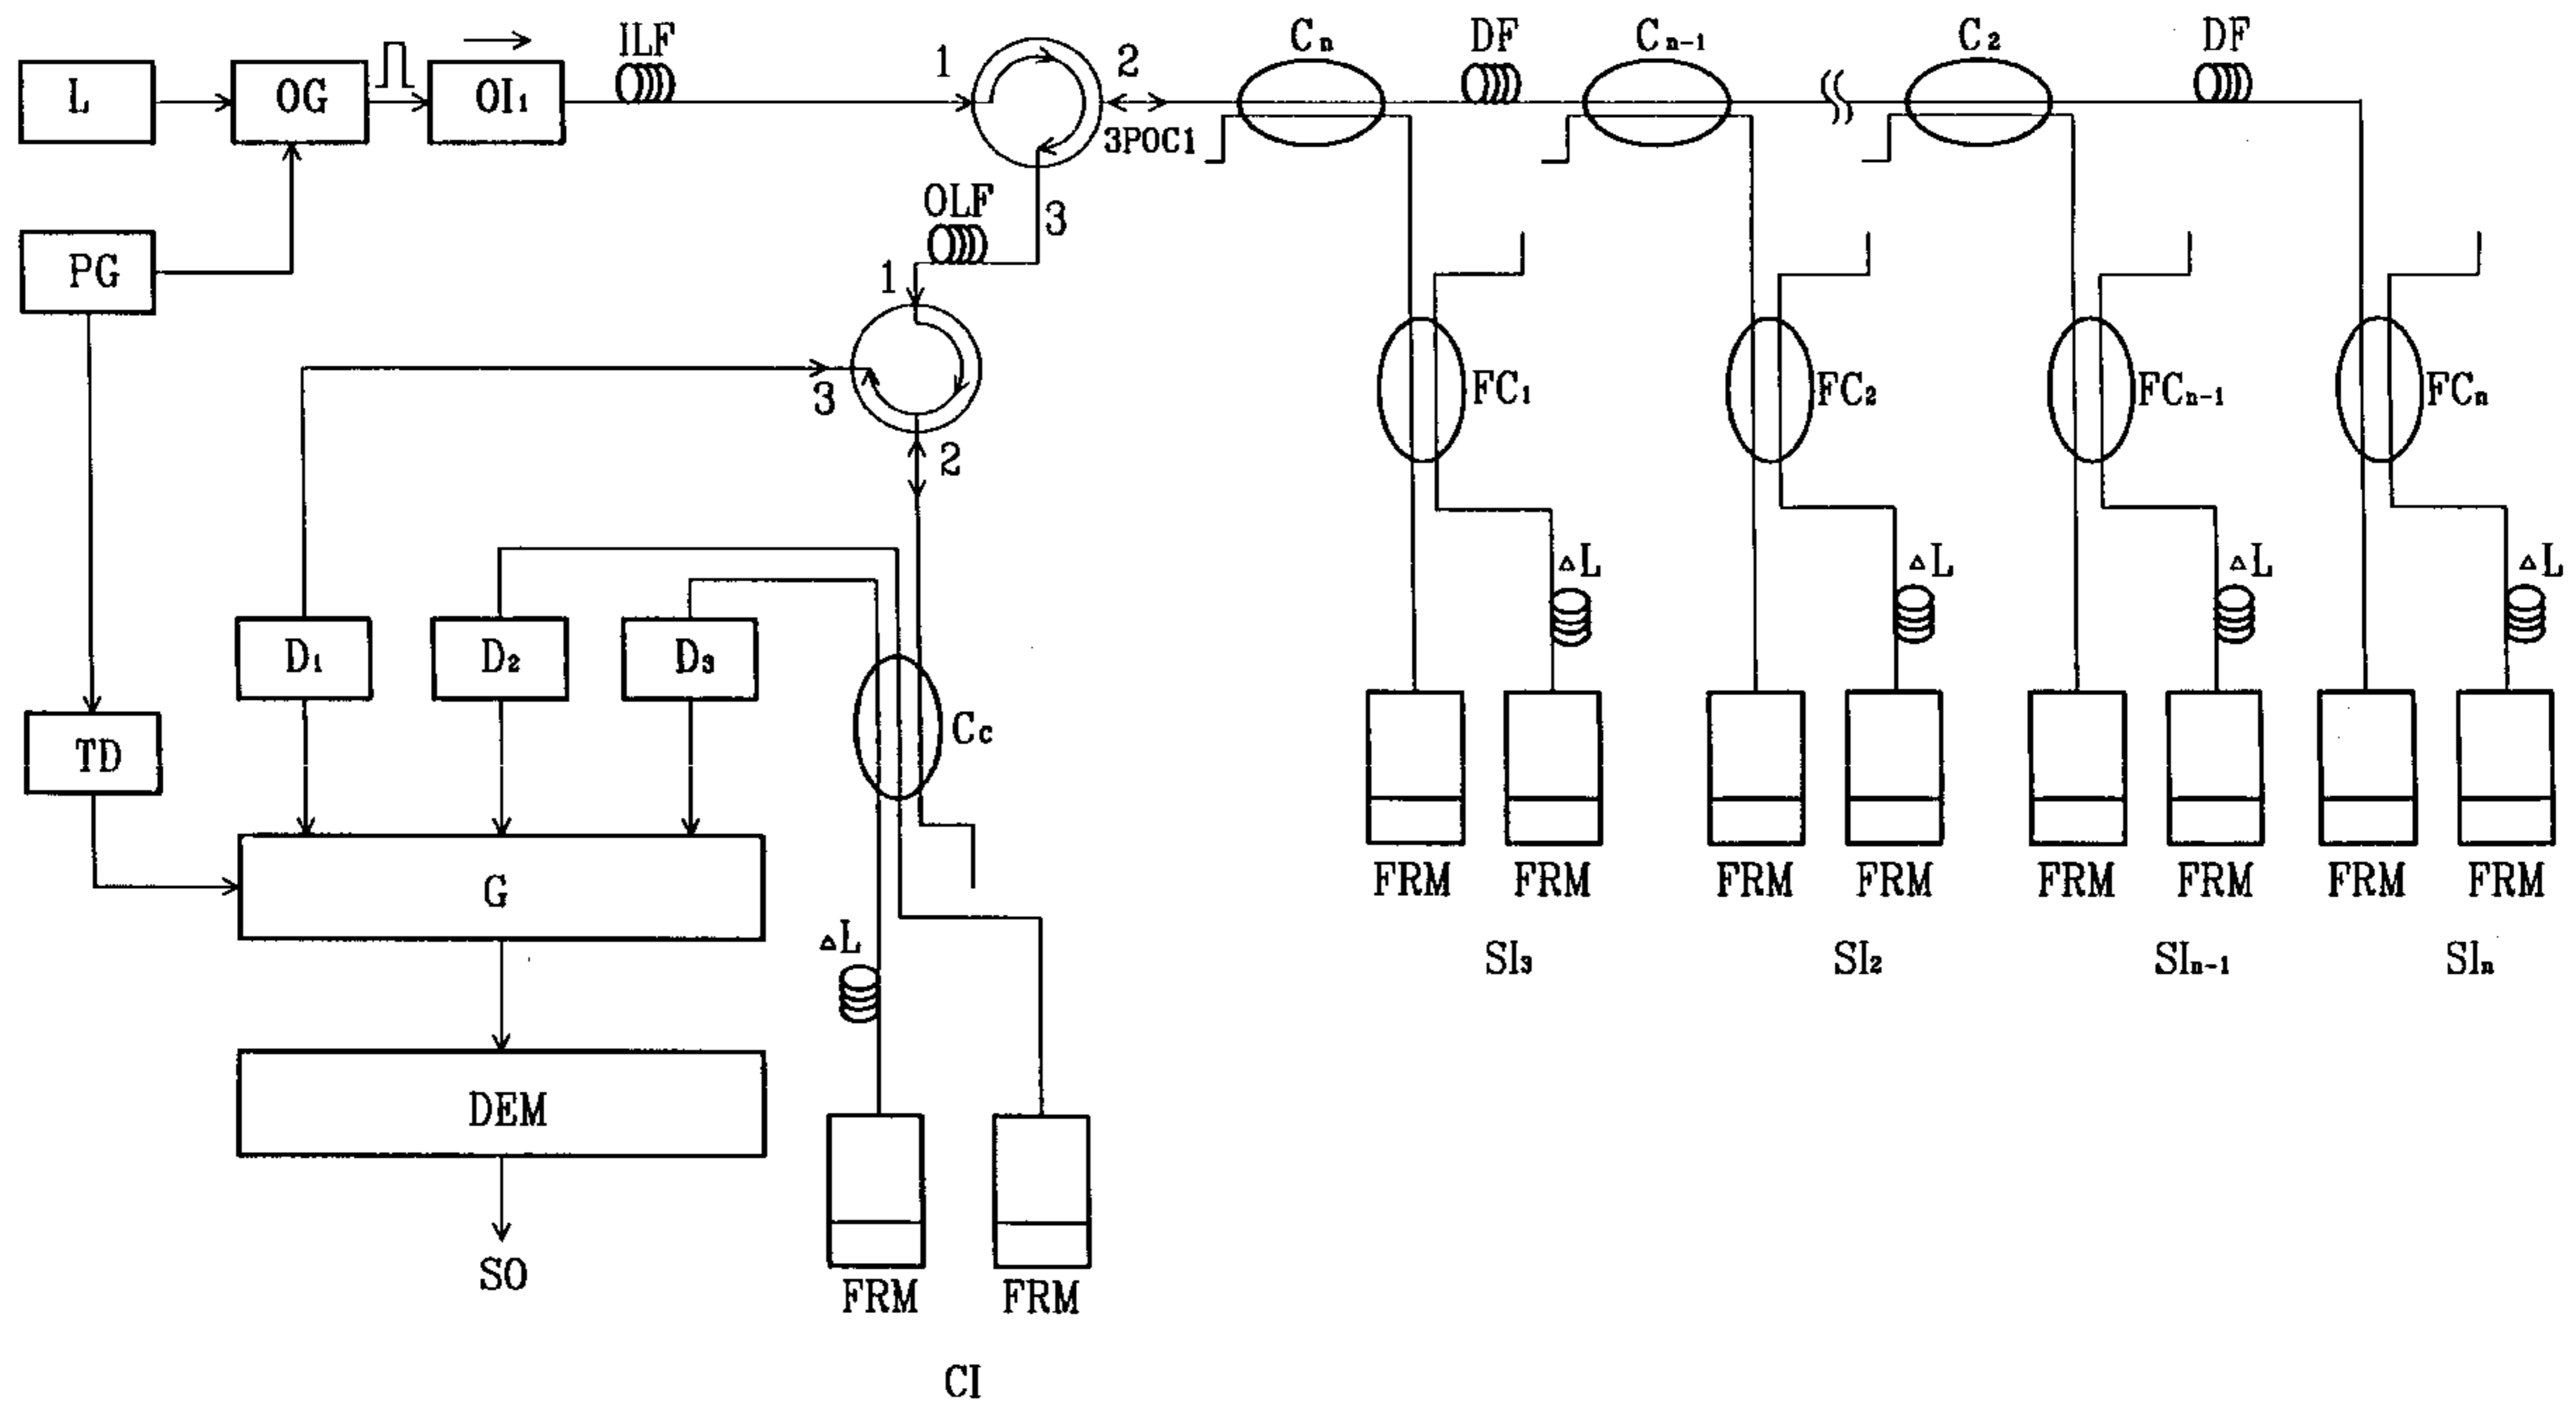 ILF
Cₙ
DF
Cₙ₋₁
C₂
DF
L
OG
OI₁
1
2
3POC1
3
OLF
PG
1
3
2
FC₁
FC₂
FCₙ₋₁
FCₙ
ΔL
ΔL
ΔL
ΔL
D₁
D₂
D₃
Cc
TD
G
FRM
FRM
FRM
FRM
FRM
FRM
FRM
FRM
ΔL
SI₃
SI₂
SIₙ₋₁
SIₙ
DEM
SO
FRM
FRM
CI